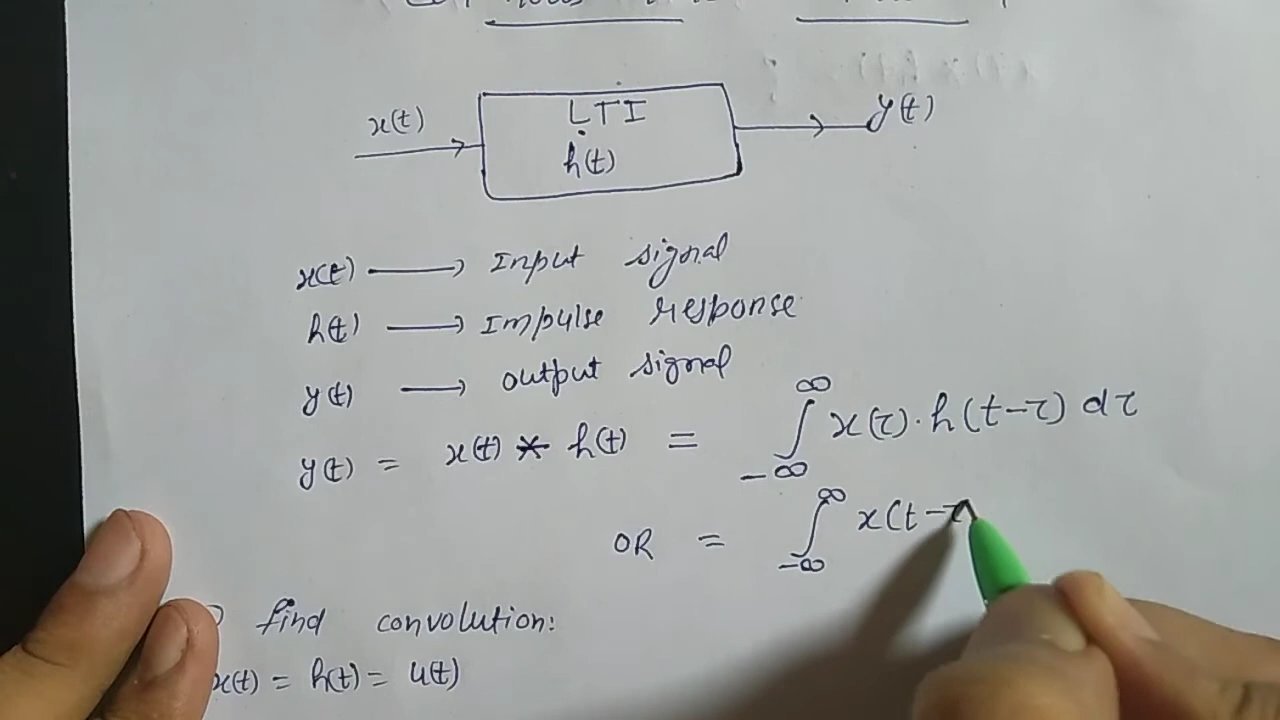 x(t)
LTI
h(t)
y(t)
x(t) → Input signal
h(t) → Impulse response
y(t) → output signal
y(t) = x(t) * h(t) = ∫_{-∞}^{∞} x(τ).h(t-τ) dτ
OR = ∫_{-∞}^{∞} x(t-τ
find convolution:
x(t) = h(t) = u(t)